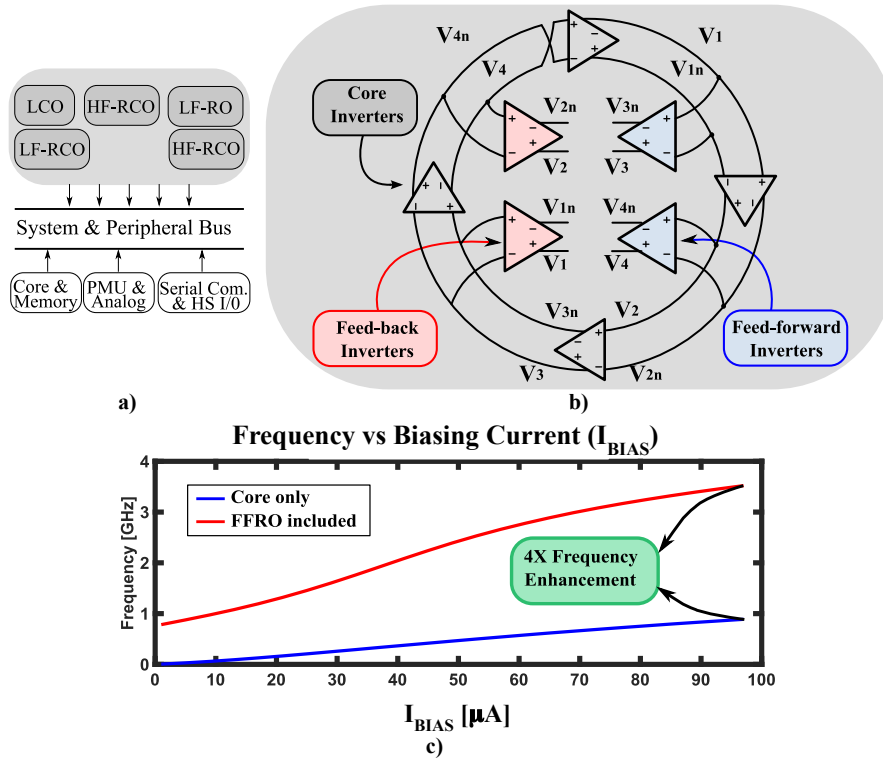 LCO
HF-RCO
LF-RO
LF-RCO
HF-RCO
System & Peripheral Bus
Core &
Memory
PMU &
Analog
Serial Com.
& HS I/0
a)
V4n
V4
V1
V1n
Core
Inverters
V2n
V2
V3n
V3
V1n
V1
V4n
V4
V3n
V2
V3
V2n
Feed-back
Inverters
Feed-forward
Inverters
b)
Frequency vs Biasing Current (IBIAS)
Frequency [GHz]
4
3
2
1
0
Core only
FFRO included
4X Frequency
Enhancement
0 10 20 30 40 50 60 70 80 90 100
IBIAS [µA]
c)